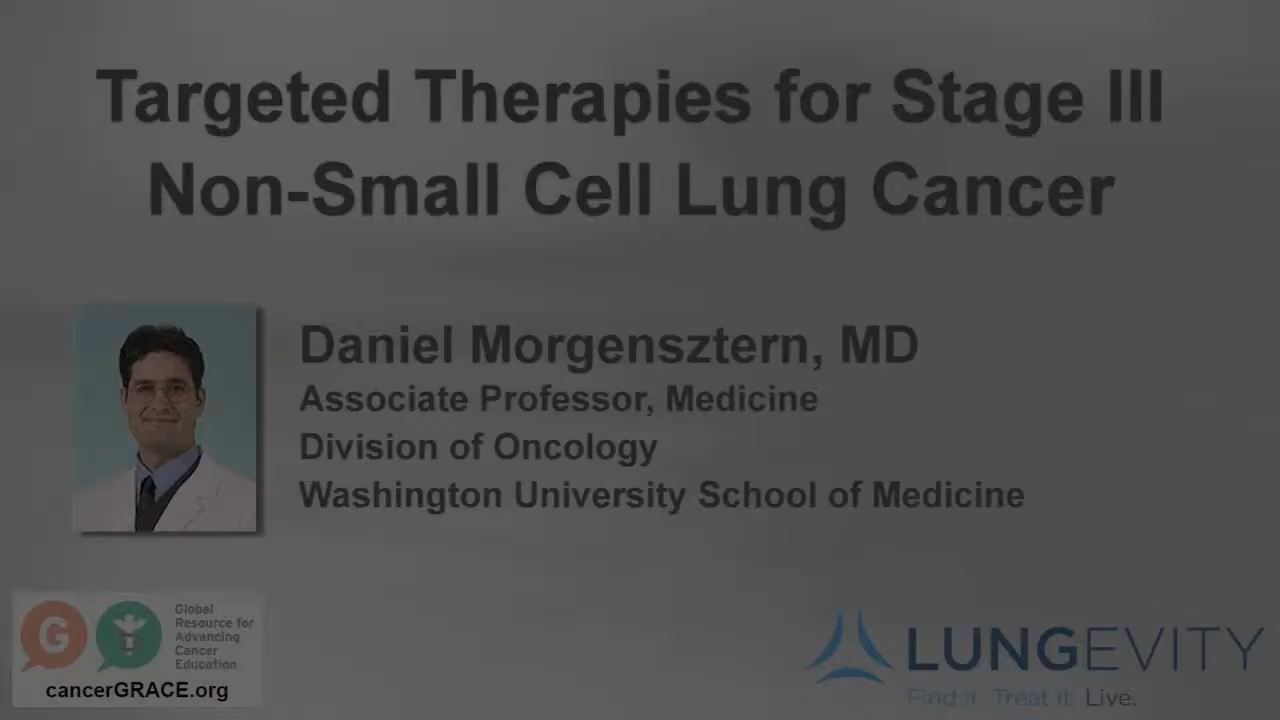 Targeted Therapies for Stage III
Non-Small Cell Lung Cancer
Daniel Morgensztern, MD
Associate Professor, Medicine
Division of Oncology
Washington University School of Medicine
G
Global
Resource for
Advancing
Cancer
Education
cancerGRACE.org
LUNGEVITY
Find it. Treat it. Live.